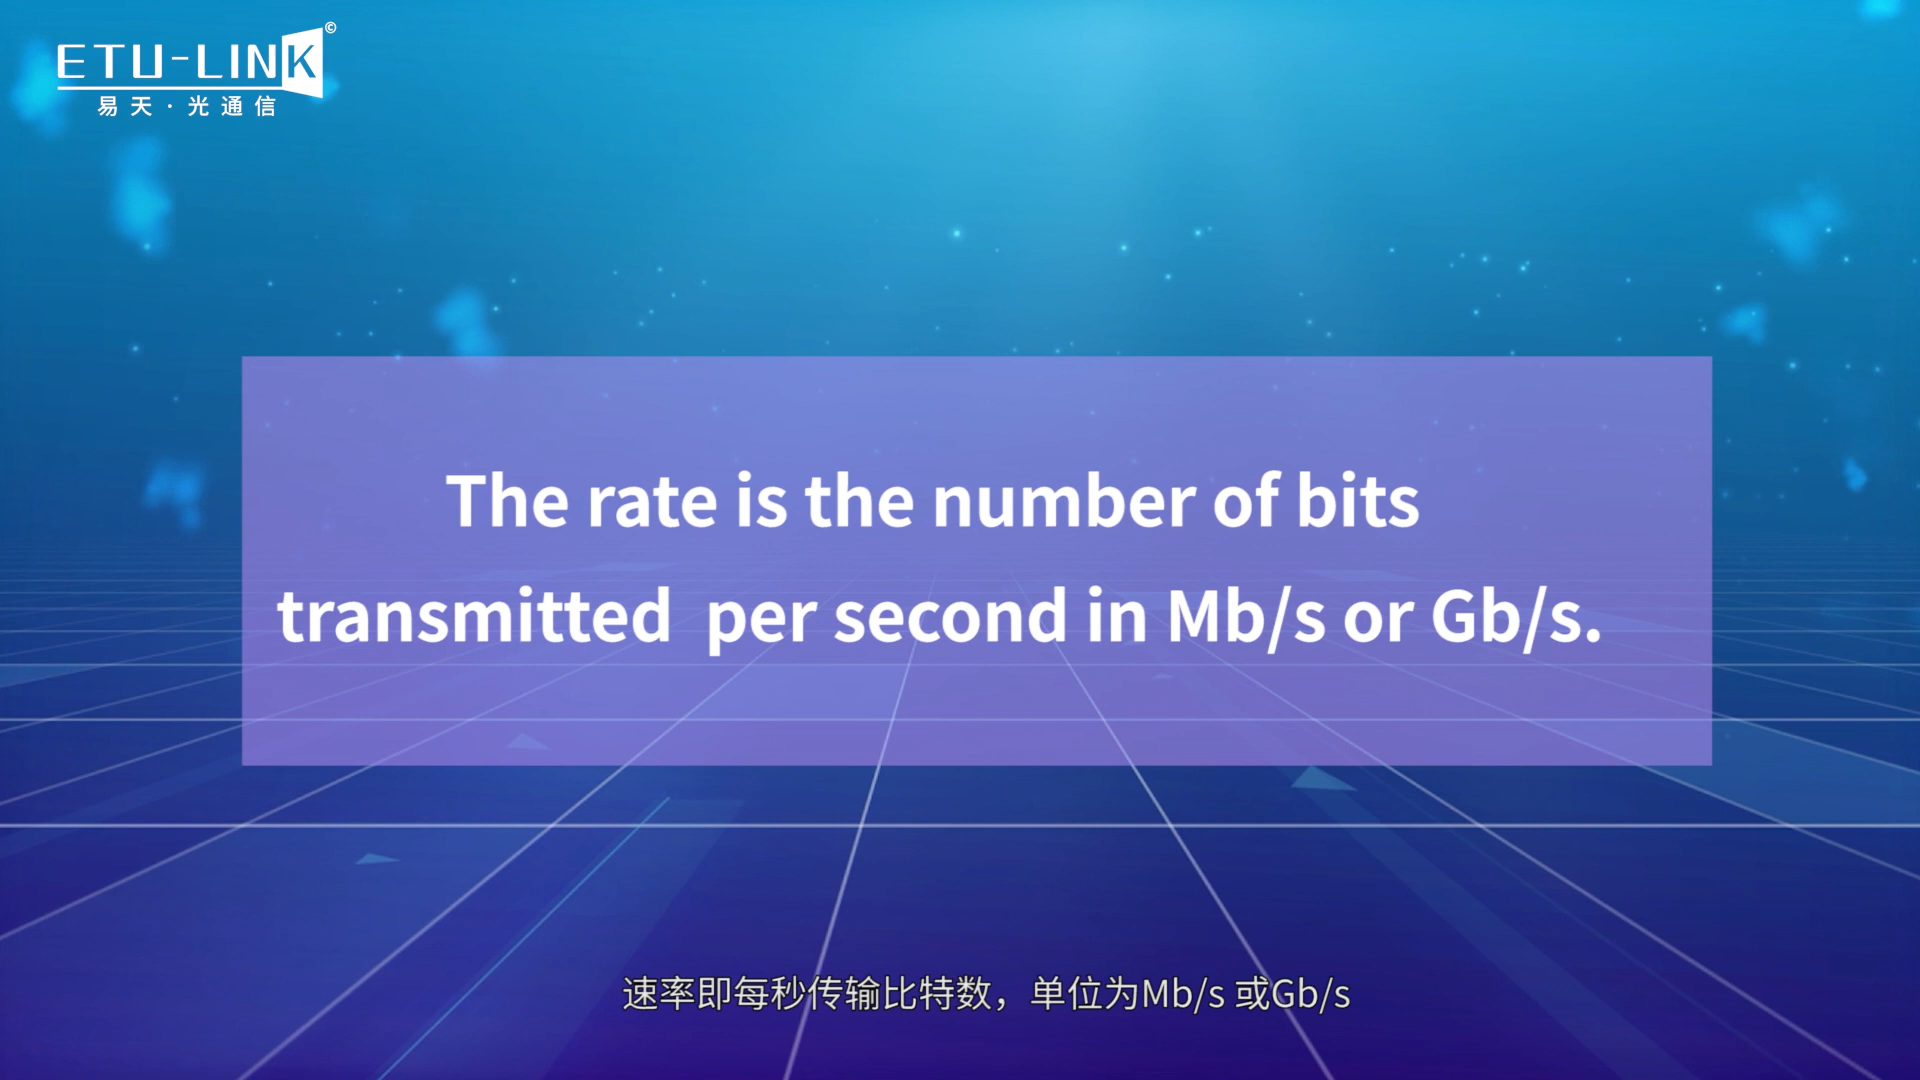 ETU-LINK©
易天·光通信
The rate is the number of bits
transmitted  per second in Mb/s or Gb/s.
速率即每秒传输比特数，单位为Mb/s 或Gb/s